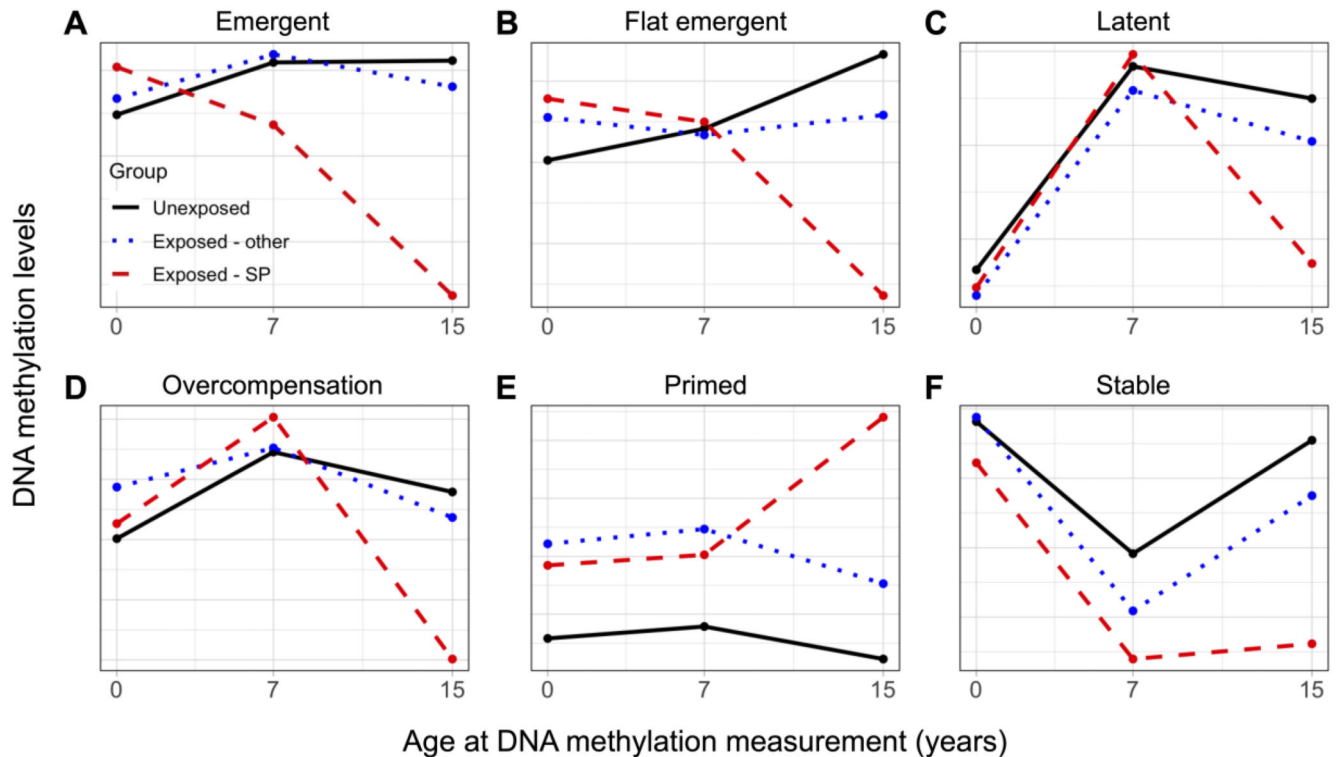 A Emergent
B Flat emergent
C Latent
Group
Unexposed
Exposed - other
Exposed - SP
0 7 15
0 7 15
0 7 15
D Overcompensation
E Primed
F Stable
0 7 15
0 7 15
0 7 15
DNA methylation levels
Age at DNA methylation measurement (years)